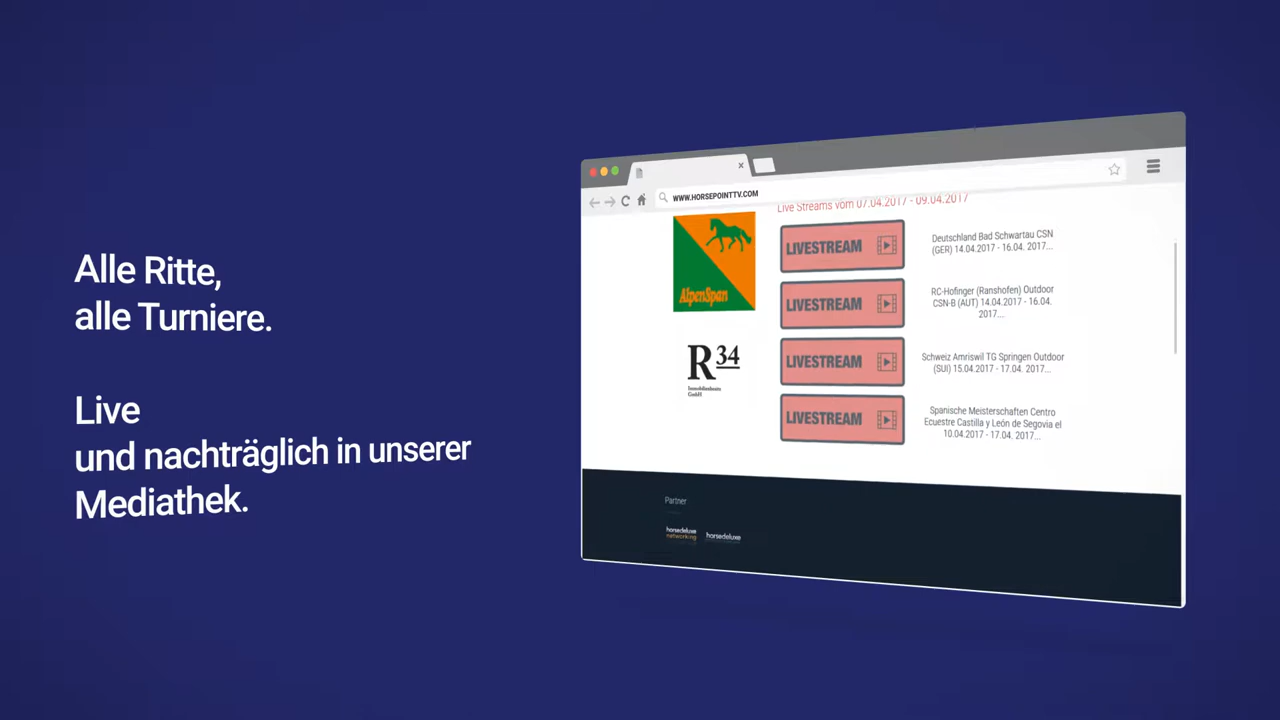 Alle Ritte,
alle Turniere.
Live
und nachträglich in unserer
Mediathek.
WWW.HORSEPOINTTV.COM
Live Streams vom 07.04.2017 - 09.04.2017
AlpenSpan
R34
Immobilienbüro
GmbH
LIVESTREAM
Deutschland Bad Schwartau CSN
(GER) 14.04.2017 - 16.04. 2017...
LIVESTREAM
RC-Hofinger (Ranshofen) Outdoor
CSN-B (AUT) 14.04.2017 - 16.04.
2017...
LIVESTREAM
Schweiz Amriswil TG Springen Outdoor
(SUI) 15.04.2017 - 17.04. 2017...
LIVESTREAM
Spanische Meisterschaften Centro
Ecuestre Castilla y León de Segovia el
10.04.2017 - 17.04. 2017...
Partner
horsedeluxe
networking
horsedeluxe